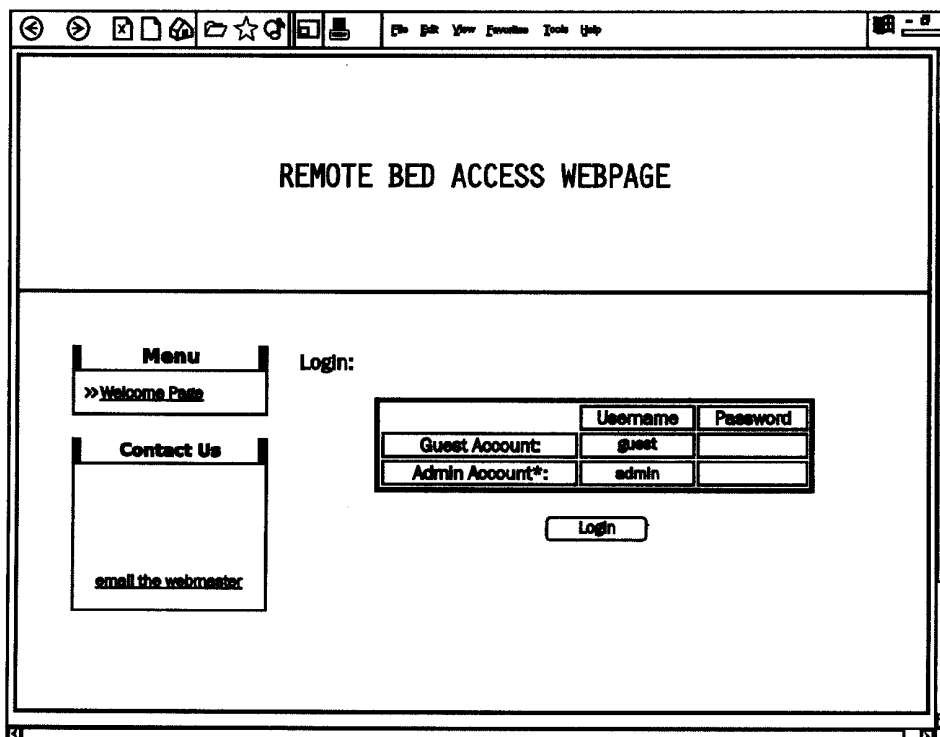 File Edit View Favorites Tools Help
REMOTE BED ACCESS WEBPAGE
Menu
>> Welcome Page
Contact Us
email the webmaster
Login:
Username Password
Guest Account: guest
Admin Account*: admin
Login